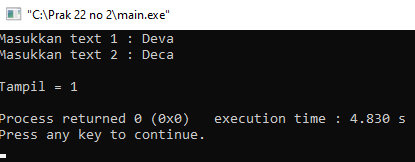 "C:\Prak 22 no 2\main.exe"
Masukkan text 1 : Deva
Masukkan text 2 : Deca
Tampil = 1
Process returned 0 (0x0)   execution time : 4.830 s
Press any key to continue.